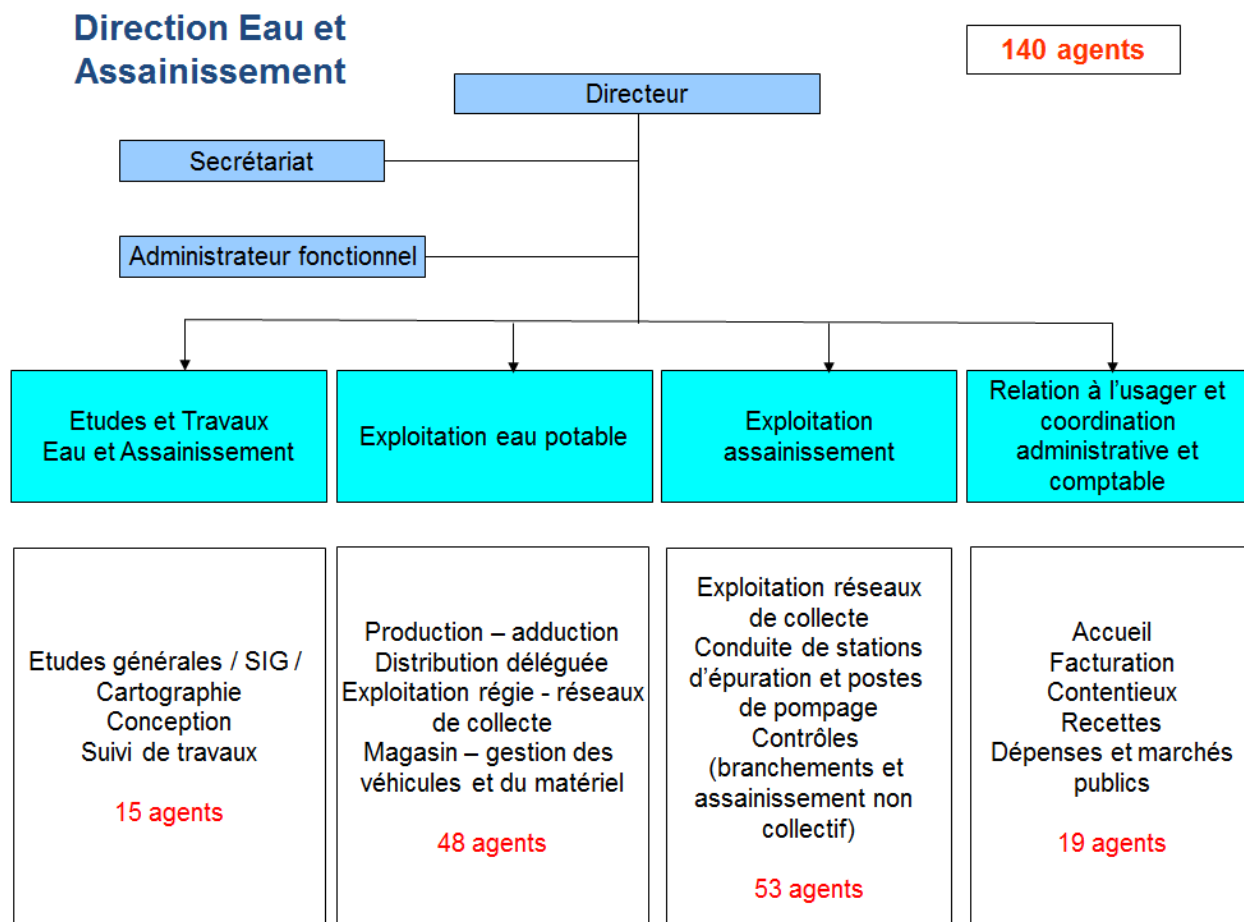 Direction Eau et
Assainissement
140 agents
Directeur
Secrétariat
Administrateur fonctionnel
Etudes et Travaux
Eau et Assainissement
Exploitation eau potable
Exploitation
assainissement
Relation à l’usager et
coordination
administrative et
comptable
Etudes générales / SIG /
Cartographie
Conception
Suivi de travaux
15 agents
Production – adduction
Distribution déléguée
Exploitation régie - réseaux
de collecte
Magasin – gestion des
véhicules et du matériel
48 agents
Exploitation réseaux
de collecte
Conduite de stations
d’épuration et postes
de pompage
Contrôles
(branchements et
assainissement non
collectif)
53 agents
Accueil
Facturation
Contentieux
Recettes
Dépenses et marchés
publics
19 agents